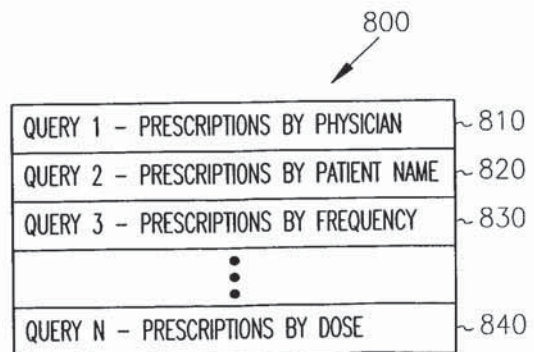 800
QUERY 1 – PRESCRIPTIONS BY PHYSICIAN 810
QUERY 2 – PRESCRIPTIONS BY PATIENT NAME 820
QUERY 3 – PRESCRIPTIONS BY FREQUENCY 830
QUERY N – PRESCRIPTIONS BY DOSE 840